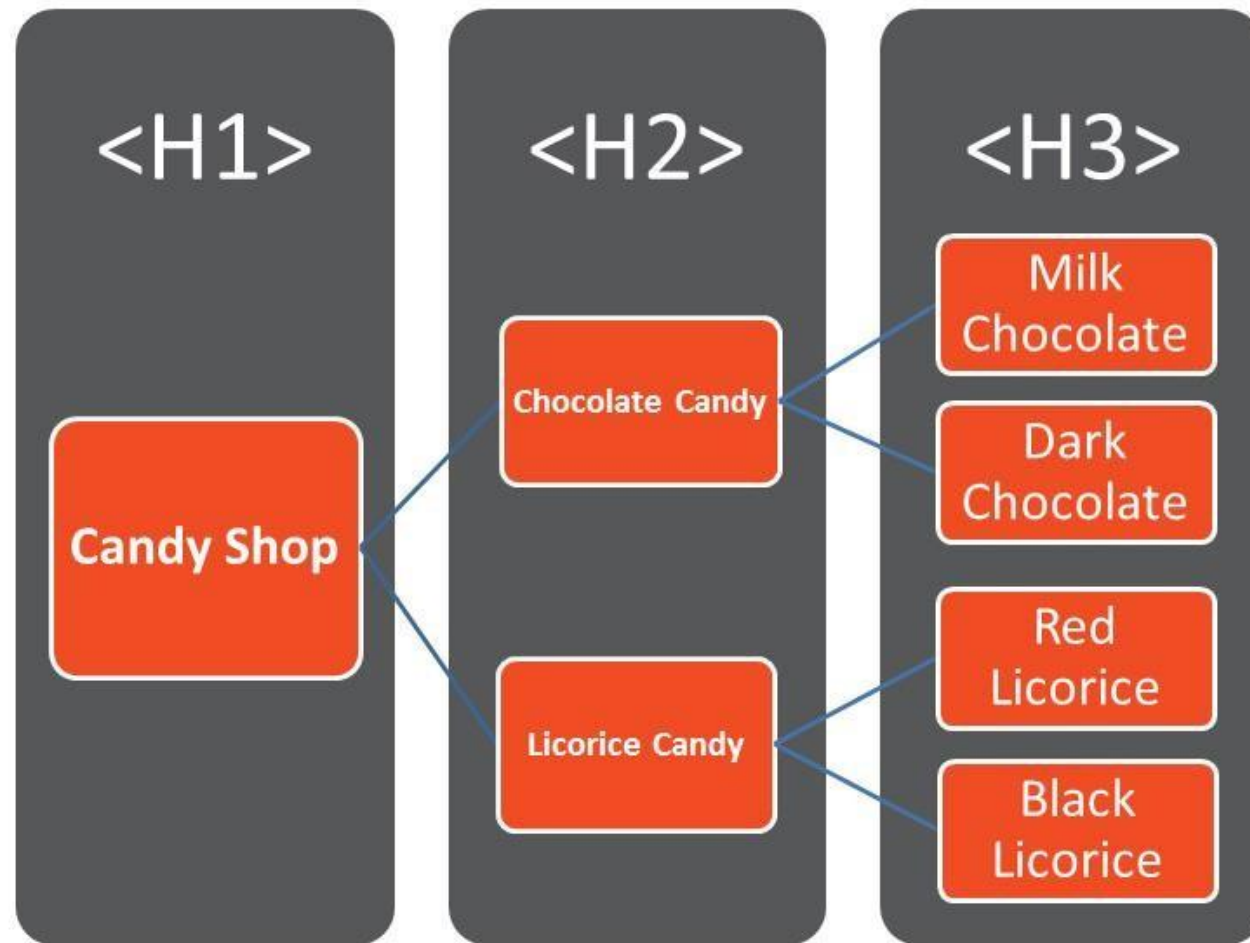 <H1>
<H2>
<H3>
Candy Shop
Chocolate Candy
Licorice Candy
Milk
Chocolate
Dark
Chocolate
Red
Licorice
Black
Licorice